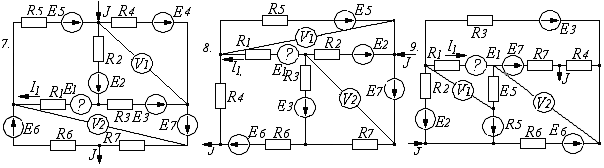 7.
J
R5 E5
R4 E4
R2
V1
I1
R1 E1
E2
R3 E3
V2
E7
E6
R6
R7
J
8.
R5 E5
V1
R1
I1
E1
R2 E2
R3
J
R4
E3
V2
E7
J
E6 R6
R7
9.
R3 E3
R1 I1
E1 E7 R7 R4
R2
V1
E5
J
V2
E2
R5
R6 E6
J